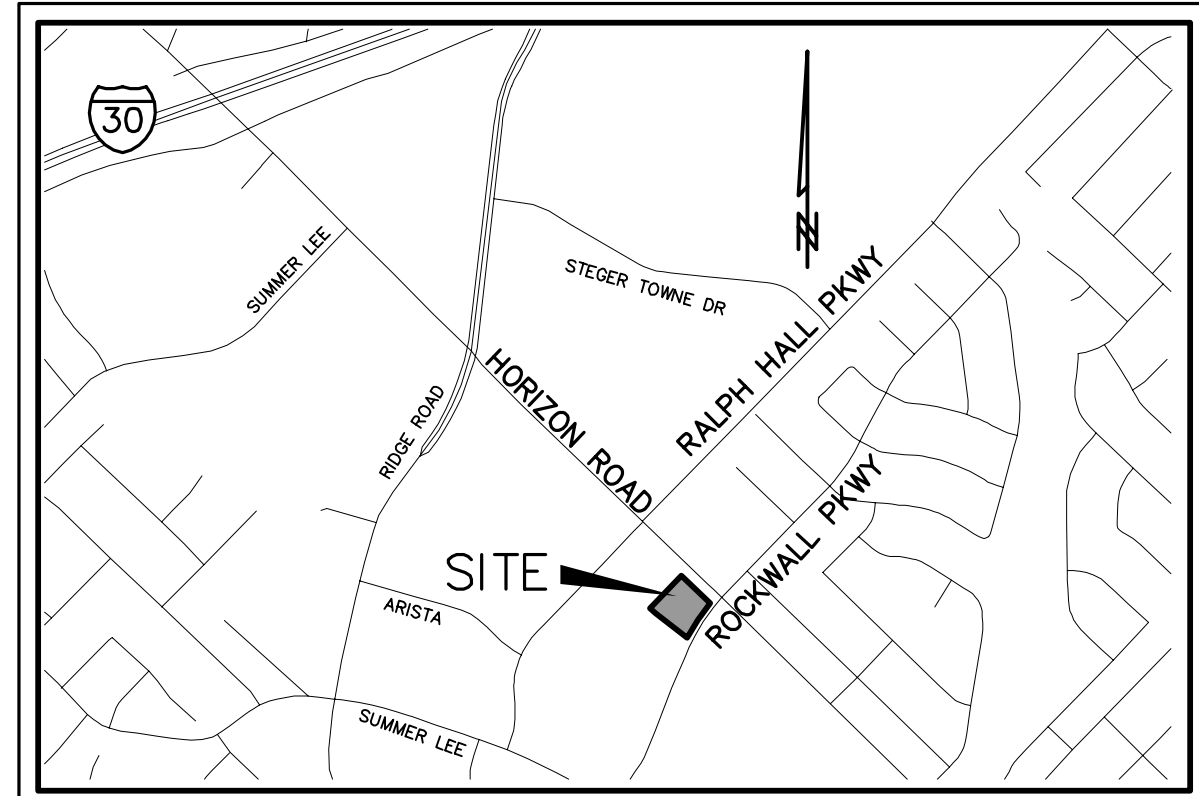 30
N
SUMMER LEE
STEGER TOWNE DR
RALPH HALL PKWY
HORIZON ROAD
RIDGE ROAD
ROCKWALL PKWY
SITE
ARISTA
SUMMER LEE